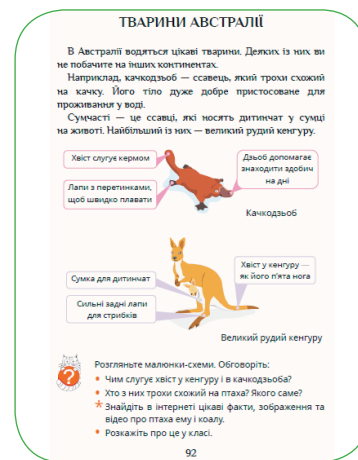 ТВАРИНИ АВСТРАЛІЇ
В Австралії водяться цікаві тварини. Деяких із них ви
не побачите на інших континентах.
Наприклад, качкодзьоб — ссавець, який трохи схожий
на качку. Його тіло дуже добре пристосоване для
проживання у воді.
Сумчасті — це ссавці, які носять дитинчат у сумці
на животі. Найбільший із них — великий рудий кенгуру.
Хвіст слугує кермом
Лапи з перетинками,
щоб швидко плавати
Дзьоб допомагає
знаходити здобич
на дні
Качкодзьоб
Сумка для дитинчат
Сильні задні лапи
для стрибків
Хвіст у кенгуру —
як його п'ята нога
Великий рудий кенгуру
?
Розгляньте малюнки-схеми. Обговоріть:
• Чим слугує хвіст у кенгуру і в качкодзьоба?
• Хто з них трохи схожий на птаха? Якого саме?
* Знайдіть в інтернеті цікаві факти, зображення та
відео про птаха ему і коалу.
• Розкажіть про це у класі.
92